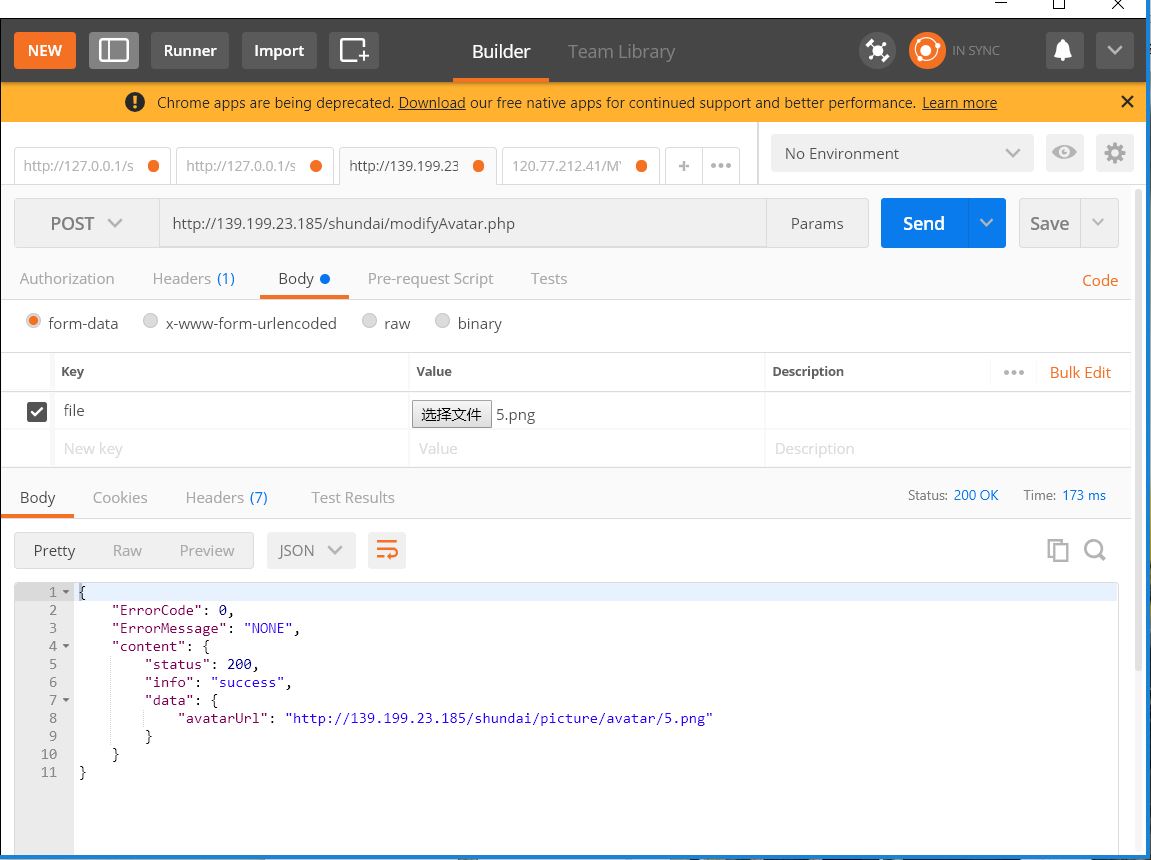 NEW Runner Import Builder Team Library IN SYNC
Chrome apps are being deprecated. Download our free native apps for continued support and better performance. Learn more
http://127.0.0.1/s http://127.0.0.1/s http://139.199.23 120.77.212.41/M' + ••• No Environment
POST http://139.199.23.185/shundai/modifyAvatar.php Params Send Save
Authorization Headers (1) Body Pre-request Script Tests Code
form-data x-www-form-urlencoded raw binary
Key Value Description ••• Bulk Edit
file 选择文件 5.png
New key Value Description
Body Cookies Headers (7) Test Results Status: 200 OK Time: 173 ms
Pretty Raw Preview JSON
1 {
2 "ErrorCode": 0,
3 "ErrorMessage": "NONE",
4 "content": {
5 "status": 200,
6 "info": "success",
7 "data": {
8 "avatarUrl": "http://139.199.23.185/shundai/picture/avatar/5.png"
9 }
10 }
11 }